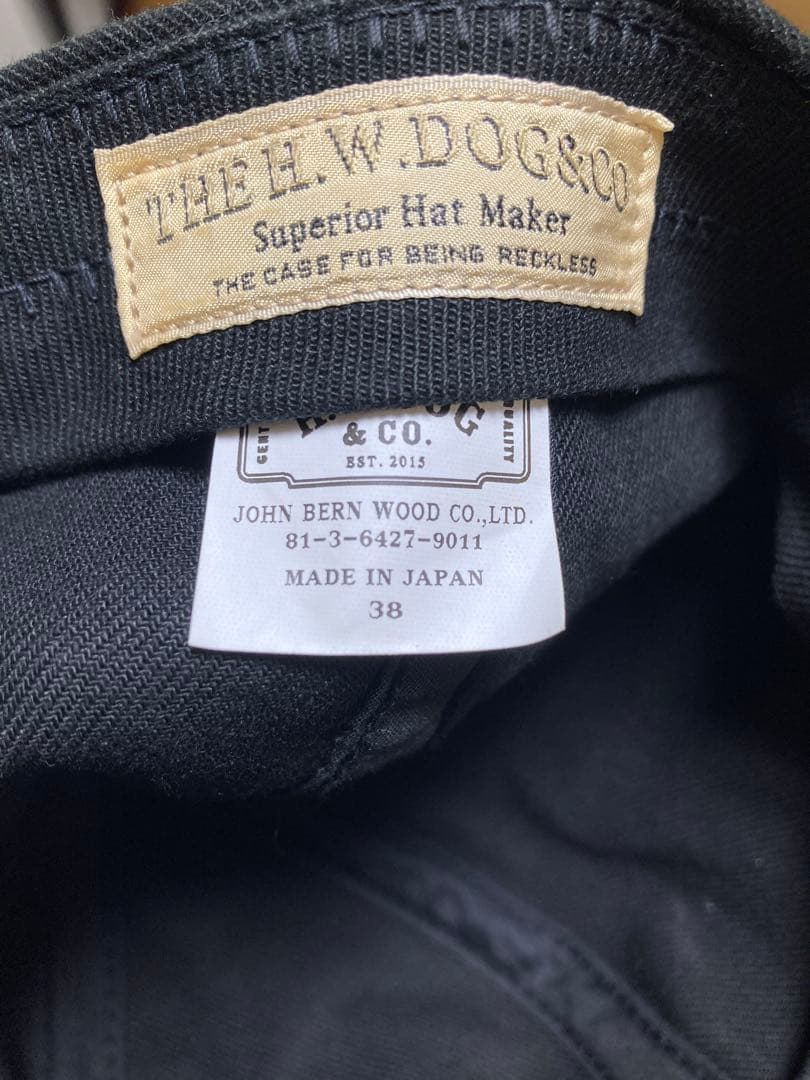 THE H.W.DOG&CO
Superior Hat Maker
THE CASE FOR BEING RECKLESS
& CO.
EST. 2015
JOHN BERN WOOD CO.,LTD.
81-3-6427-9011
MADE IN JAPAN
38